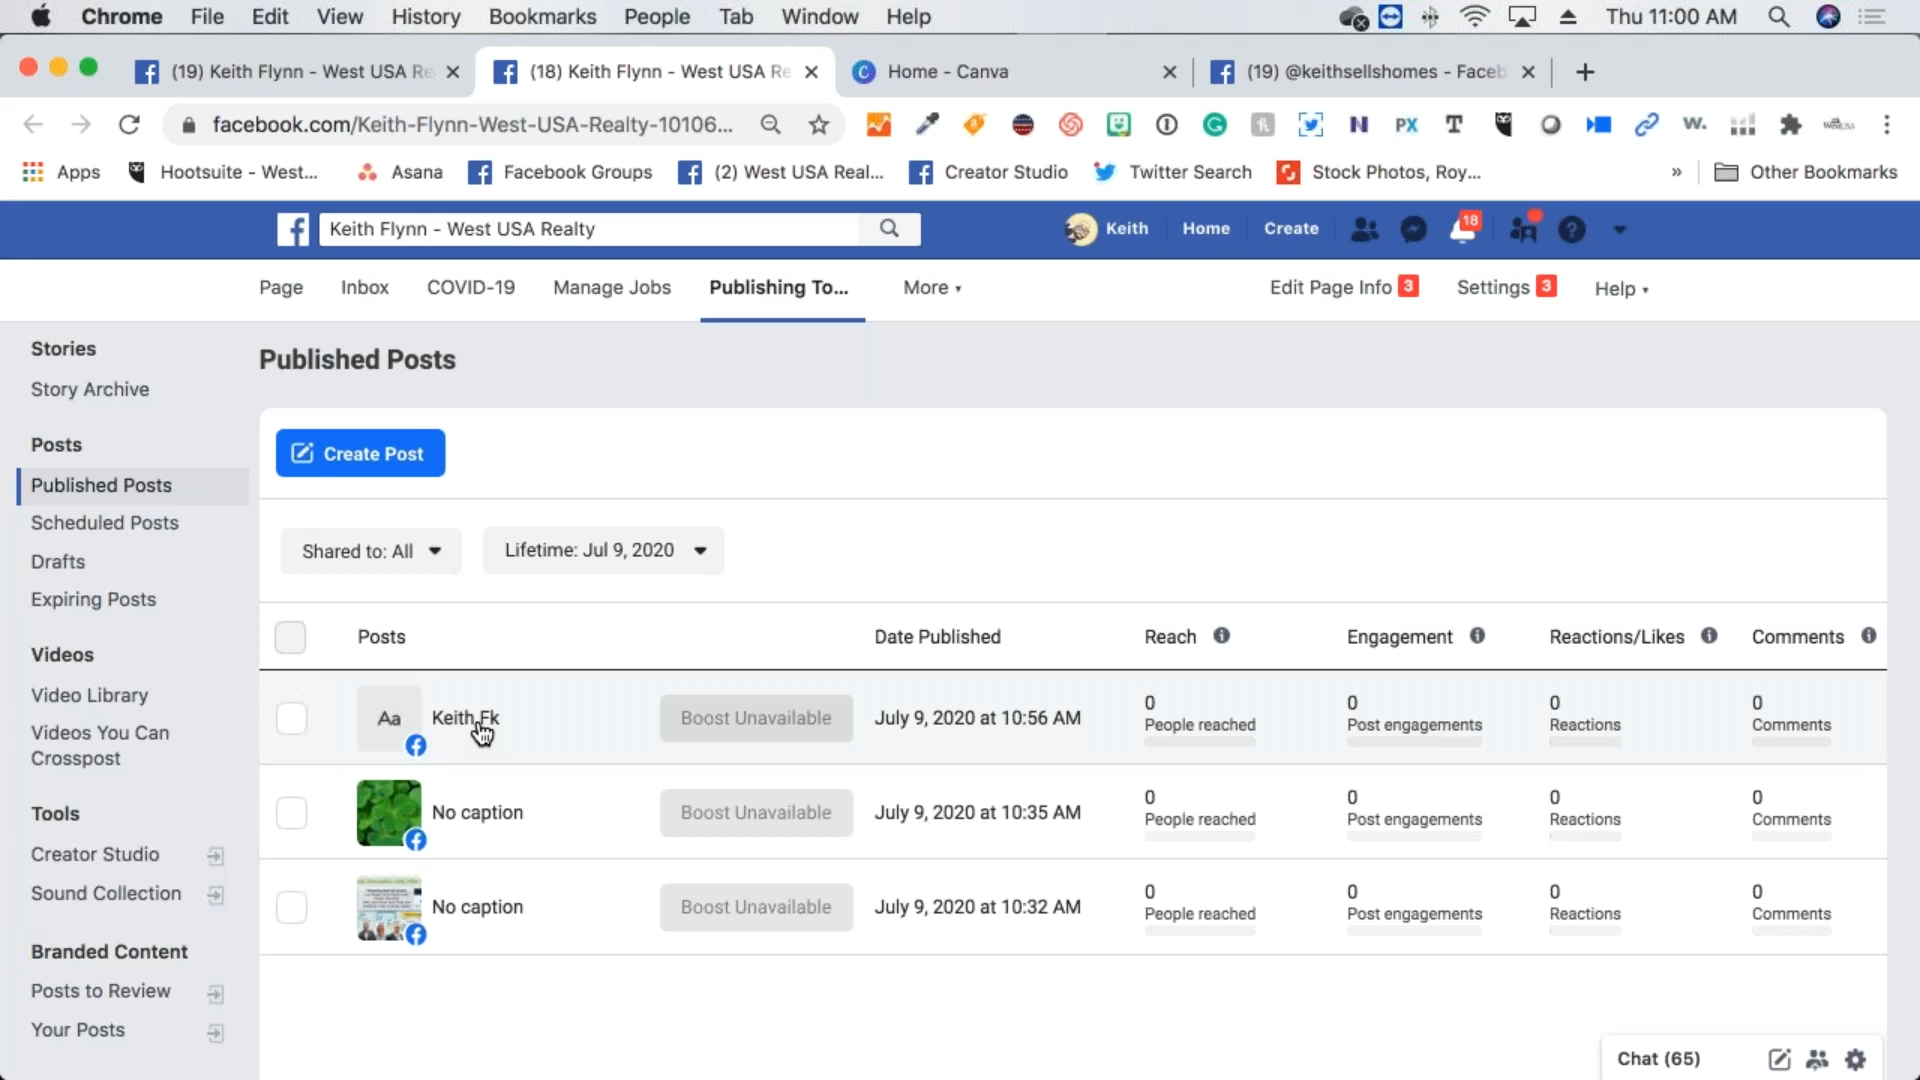 Chrome File Edit View History Bookmarks People Tab Window Help Thu 11:00 AM
(19) Keith Flynn - West USA Re (18) Keith Flynn - West USA Re Home - Canva (19) @keithsellshomes - Faceb
facebook.com/Keith-Flynn-West-USA-Realty-10106... PX T W.
Apps Hootsuite - West... Asana Facebook Groups (2) West USA Real... Creator Studio Twitter Search Stock Photos, Roy... » Other Bookmarks
Keith Flynn - West USA Realty Keith Home Create 18
Page Inbox COVID-19 Manage Jobs Publishing To... More Edit Page Info 3 Settings 3 Help
Stories
Story Archive
Posts
Published Posts
Scheduled Posts
Drafts
Expiring Posts
Videos
Video Library
Videos You Can
Crosspost
Tools
Creator Studio
Sound Collection
Branded Content
Posts to Review
Your Posts
Published Posts
Create Post
Shared to: All Lifetime: Jul 9, 2020
Posts Date Published Reach Engagement Reactions/Likes Comments
Aa Keith Fk Boost Unavailable July 9, 2020 at 10:56 AM 0 0 0 0
People reached Post engagements Reactions Comments
No caption Boost Unavailable July 9, 2020 at 10:35 AM 0 0 0 0
People reached Post engagements Reactions Comments
No caption Boost Unavailable July 9, 2020 at 10:32 AM 0 0 0 0
People reached Post engagements Reactions Comments
Chat (65)